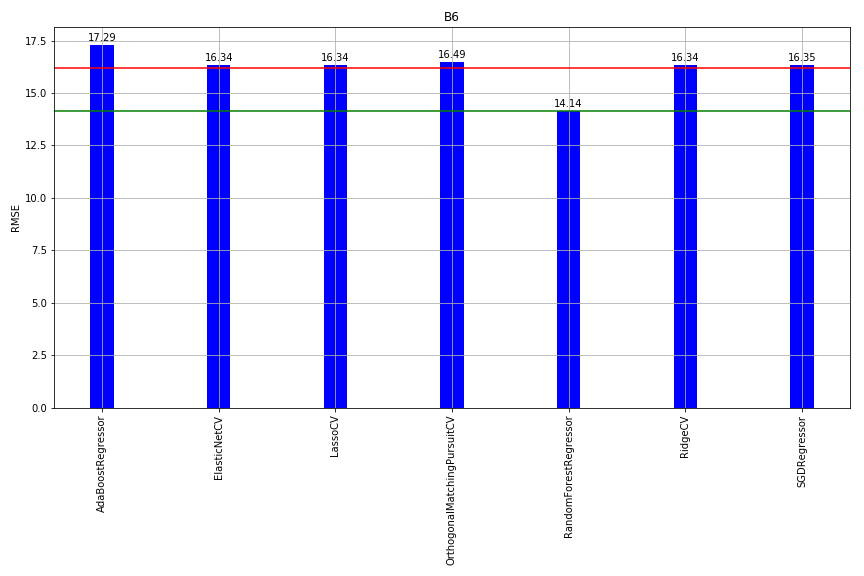 B6
RMSE
17.5
15.0
12.5
10.0
7.5
5.0
2.5
0.0
17.29
16.34
16.34
16.49
14.14
16.34
16.35
AdaBoostRegressor
ElasticNetCV
LassoCV
OrthogonalMatchingPursuitCV
RandomForestRegressor
RidgeCV
SGDRegressor